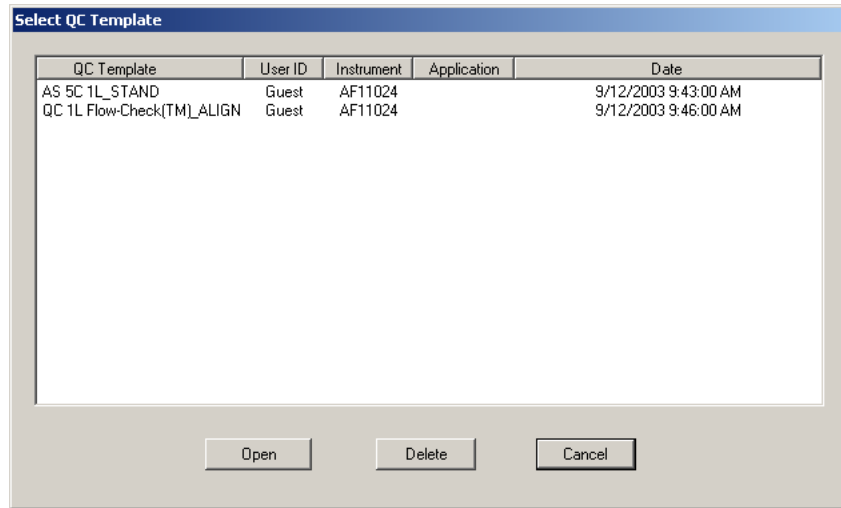 Select QC Template
QC Template User ID Instrument Application Date
AS 5C 1L_STAND Guest AF11024 9/12/2003 9:43:00 AM
QC 1L Flow-Check(TM)_ALIGN Guest AF11024 9/12/2003 9:46:00 AM
Open Delete Cancel